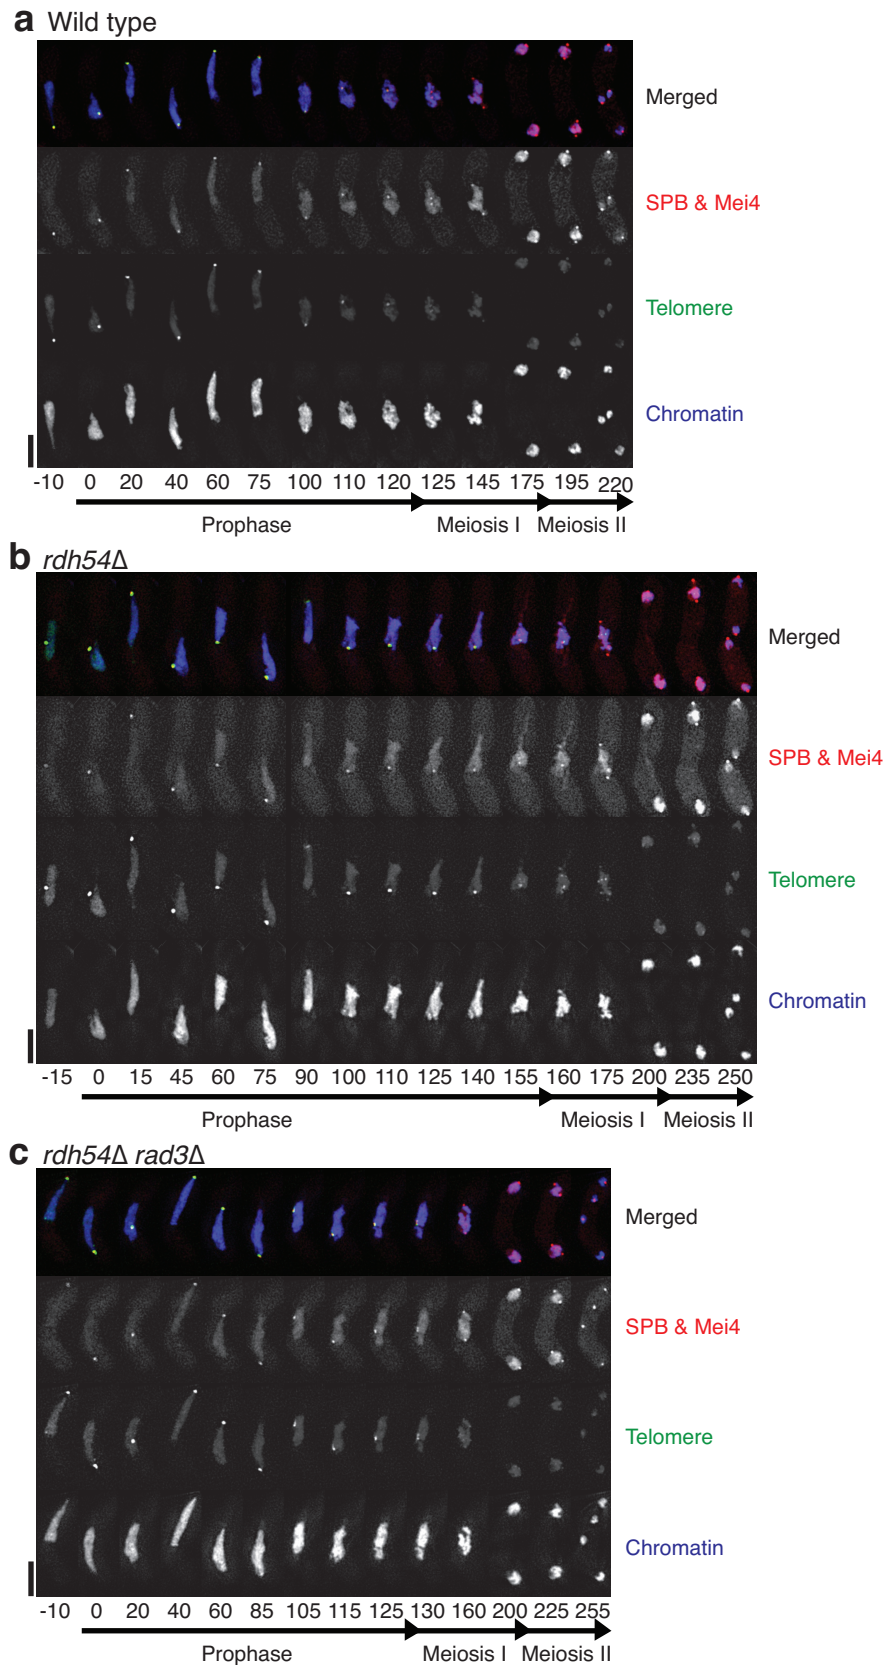 a Wild type
Merged
SPB & Mei4
Telomere
Chromatin
-10 0 20 40 60 75 100 110 120 125 145 175 195 220
Prophase Meiosis I Meiosis II
b rdh54Δ
Merged
SPB & Mei4
Telomere
Chromatin
-15 0 15 45 60 75 90 100 110 125 140 155 160 175 200 235 250
Prophase Meiosis I Meiosis II
c rdh54Δ rad3Δ
Merged
SPB & Mei4
Telomere
Chromatin
-10 0 20 40 60 85 105 115 125 130 160 200 225 255
Prophase Meiosis I Meiosis II